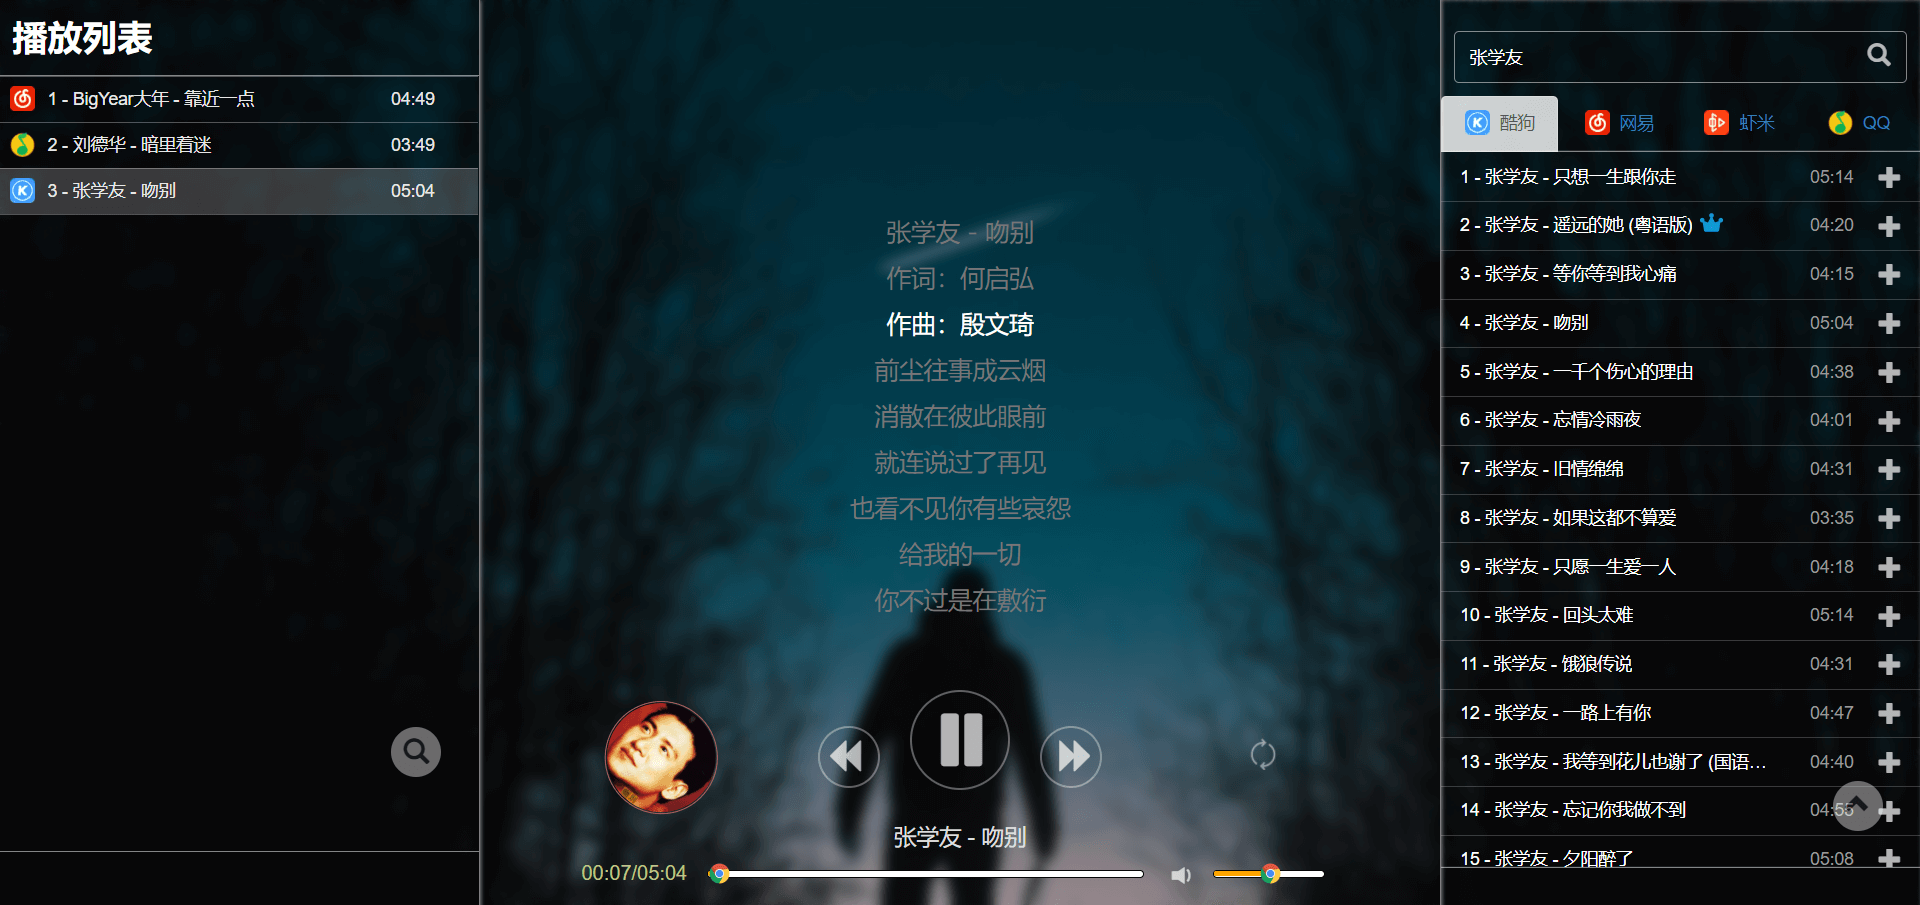 播放列表
1 - BigYear大年 - 靠近一点 04:49
2 - 刘德华 - 暗里着迷 03:49
3 - 张学友 - 吻别 05:04
张学友 - 吻别
作词：何启弘
作曲：殷文琦
前尘往事成云烟
消散在彼此眼前
就连说过了再见
也看不见你有些哀怨
给我的一切
你不过是在敷衍
张学友 - 吻别
00:07/05:04
张学友
酷狗 网易 虾米 QQ
1 - 张学友 - 只想一生跟你走 05:14
2 - 张学友 - 遥远的她 (粤语版) 04:20
3 - 张学友 - 等你等到我心痛 04:15
4 - 张学友 - 吻别 05:04
5 - 张学友 - 一千个伤心的理由 04:38
6 - 张学友 - 忘情冷雨夜 04:01
7 - 张学友 - 旧情绵绵 04:31
8 - 张学友 - 如果这都不算爱 03:35
9 - 张学友 - 只愿一生爱一人 04:18
10 - 张学友 - 回头太难 05:14
11 - 张学友 - 饿狼传说 04:31
12 - 张学友 - 一路上有你 04:47
13 - 张学友 - 我等到花儿也谢了 (国语... 04:40
14 - 张学友 - 忘记你我做不到 04:55
15 - 张学友 - 夕阳醉了 05:08